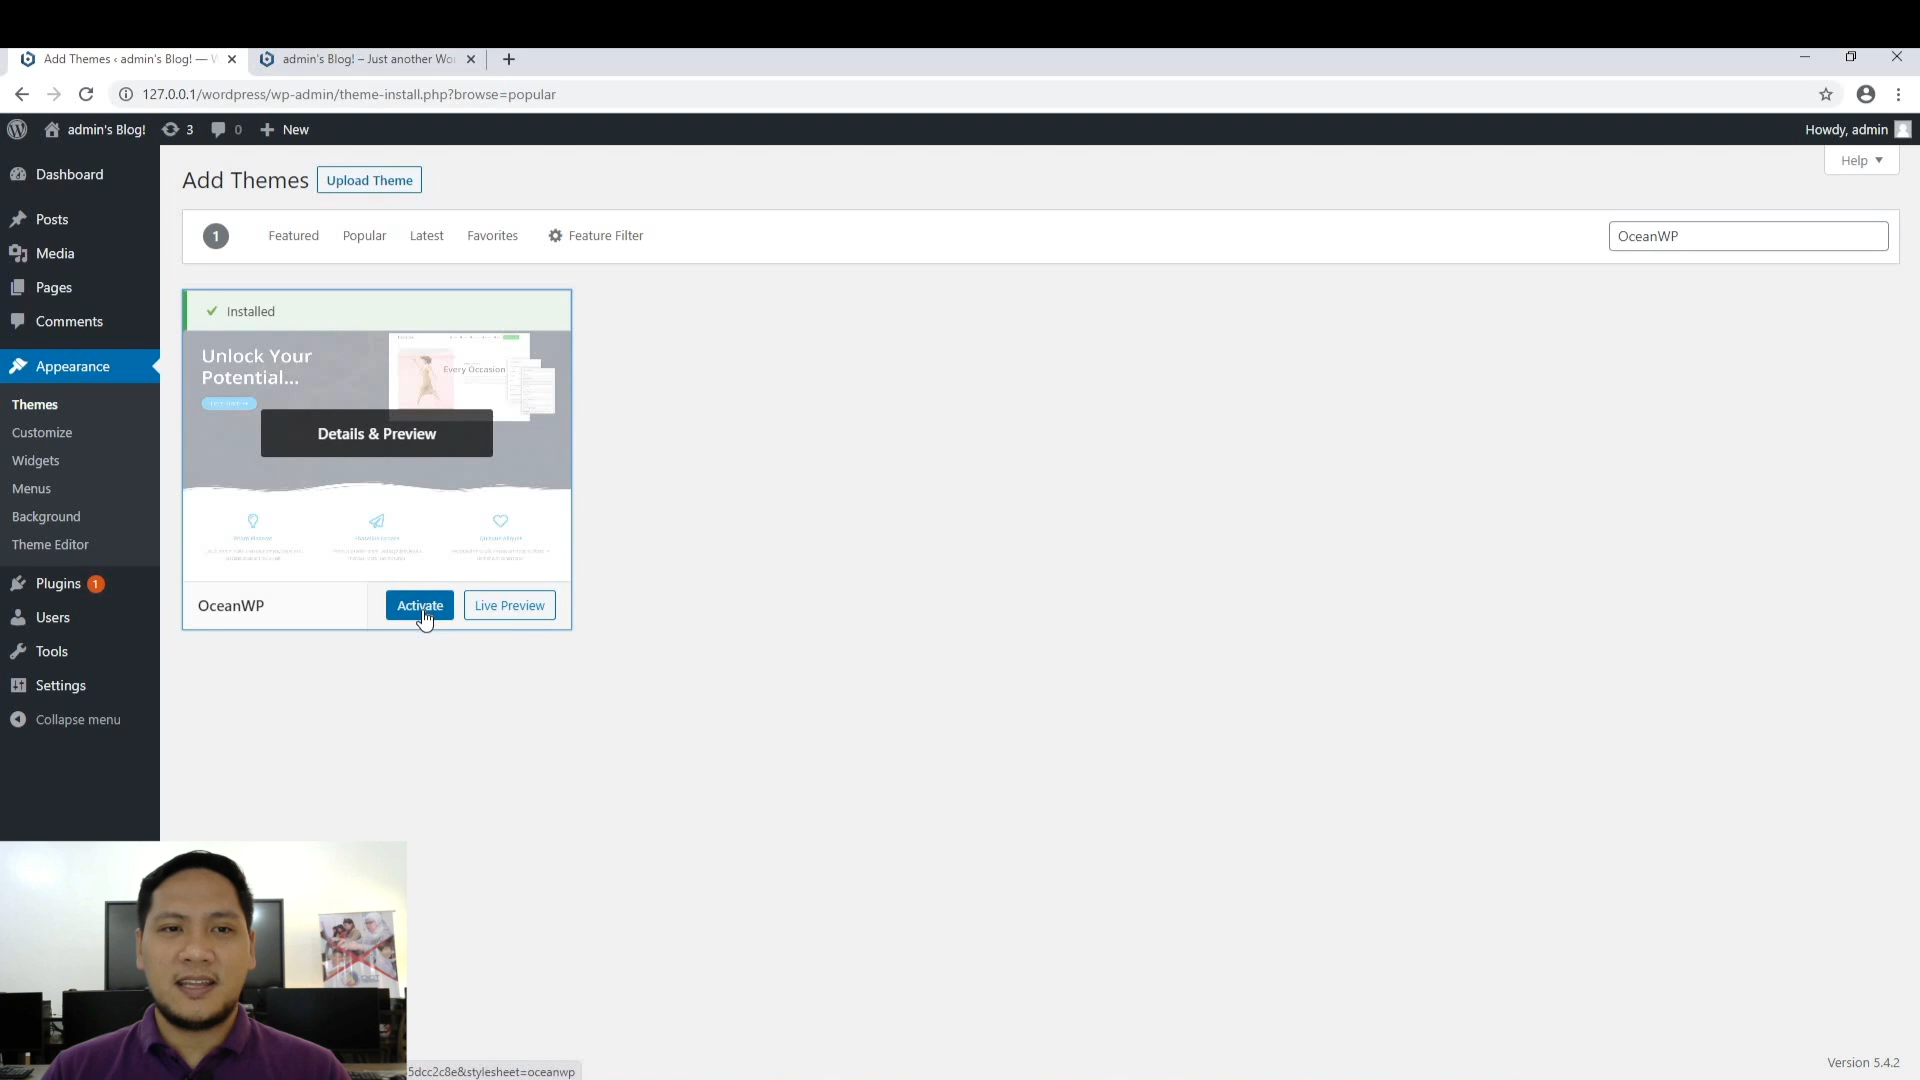 Add Themes ‹ admin's Blog! — W
admin's Blog! – Just another Wor
127.0.0.1/wordpress/wp-admin/theme-install.php?browse=popular
admin's Blog! 3 0 New
Howdy, admin
Help
Dashboard
Posts
Media
Pages
Comments
Appearance
Themes
Customize
Widgets
Menus
Background
Theme Editor
Plugins 1
Users
Tools
Settings
Collapse menu
Add Themes Upload Theme
1 Featured Popular Latest Favorites Feature Filter
OceanWP
Installed
Unlock Your
Potential...
Every Occasion
Details & Preview
OceanWP Activate Live Preview
5dcc2c8e&stylesheet=oceanwp
Version 5.4.2